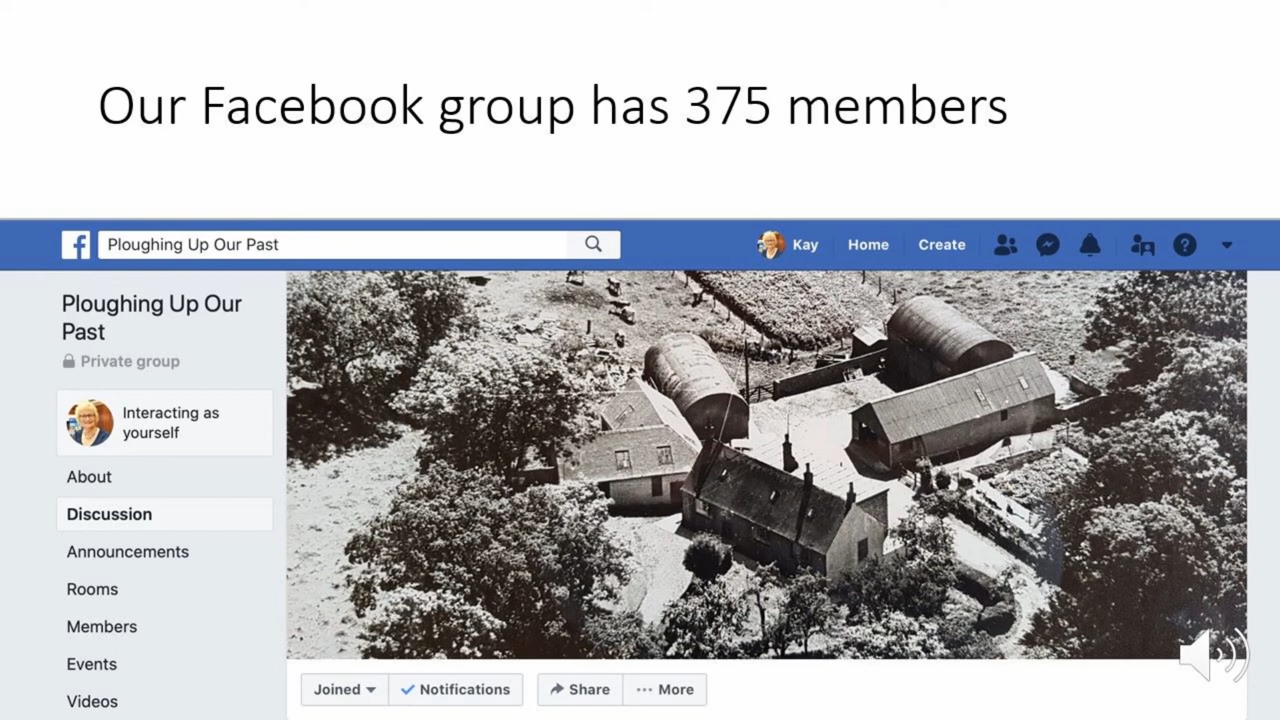 Our Facebook group has 375 members
f Ploughing Up Our Past Kay Home Create ?
Ploughing Up Our
Past
Private group
Interacting as
yourself
About
Discussion
Announcements
Rooms
Members
Events
Videos
Joined Notifications Share More